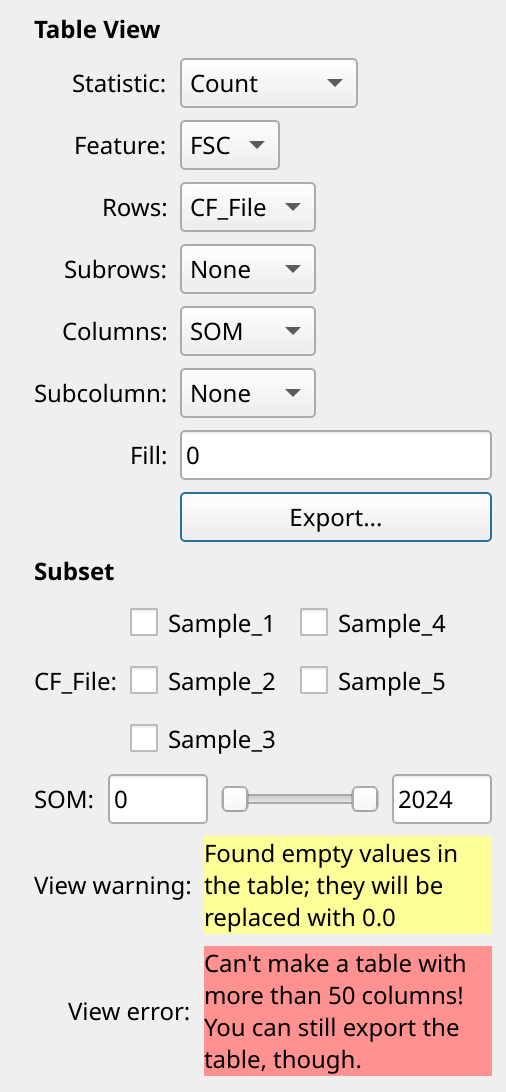 Table View
Statistic: Count
Feature: FSC
Rows: CF_File
Subrows: None
Columns: SOM
Subcolumn: None
Fill: 0
Export...
Subset
Sample_1 Sample_4
CF_File: Sample_2 Sample_5
Sample_3
SOM: 0 2024
View warning: Found empty values in
the table; they will be
replaced with 0.0
View error: Can't make a table with
more than 50 columns!
You can still export the
table, though.